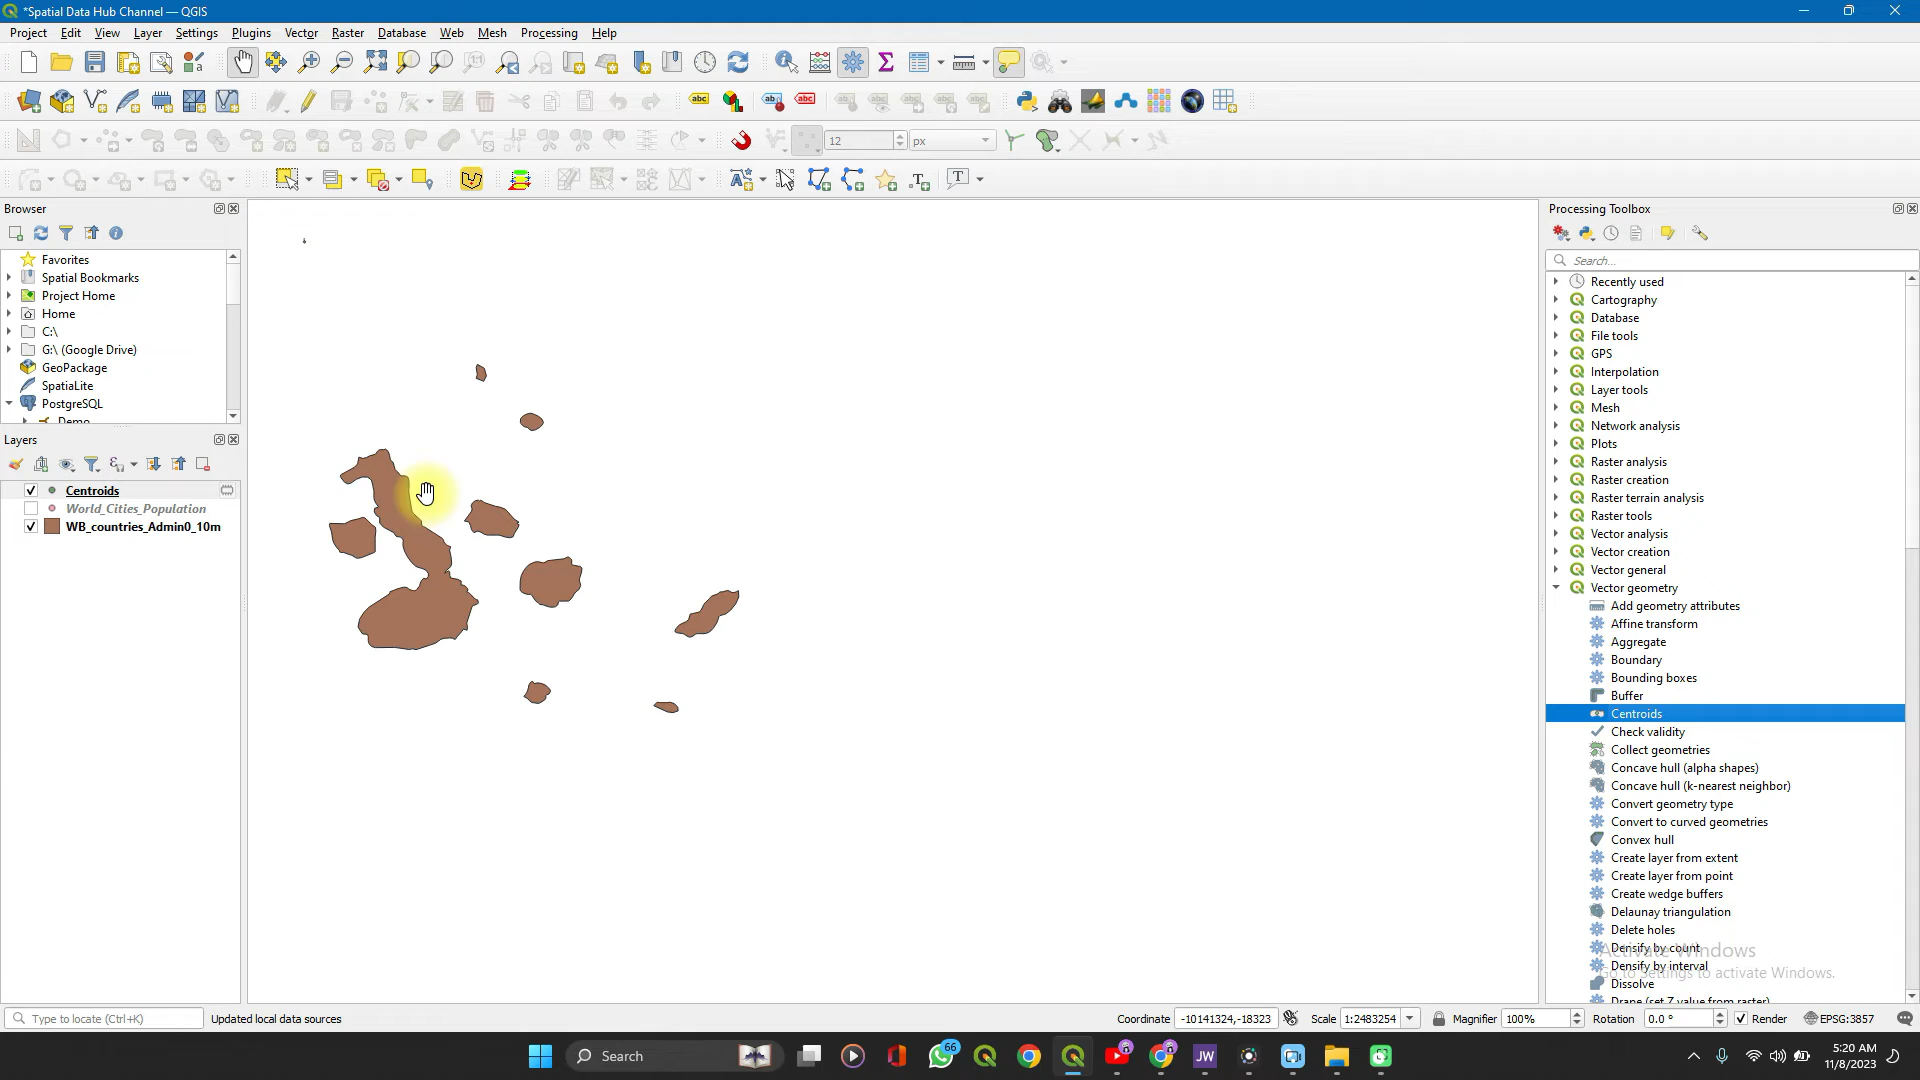 *Spatial Data Hub Channel — QGIS
Project Edit View Layer Settings Plugins Vector Raster Database Web Mesh Processing Help
12 px
Browser
Favorites
Spatial Bookmarks
Project Home
Home
C:\
G:\ (Google Drive)
GeoPackage
SpatiaLite
PostgreSQL
Demo
Layers
Centroids
World_Cities_Population
WB_countries_Admin0_10m
Processing Toolbox
Search...
Recently used
Cartography
Database
File tools
GPS
Interpolation
Layer tools
Mesh
Network analysis
Plots
Raster analysis
Raster creation
Raster terrain analysis
Raster tools
Vector analysis
Vector creation
Vector general
Vector geometry
Add geometry attributes
Affine transform
Aggregate
Boundary
Bounding boxes
Buffer
Centroids
Check validity
Collect geometries
Concave hull (alpha shapes)
Concave hull (k-nearest neighbor)
Convert geometry type
Convert to curved geometries
Convex hull
Create layer from extent
Create layer from point
Create wedge buffers
Delaunay triangulation
Delete holes
Densify by count
Densify by interval
Dissolve
Drape (set Z value from raster)
Activate Windows
Go to Settings to activate Windows.
Type to locate (Ctrl+K) Updated local data sources Coordinate -10141324,-18323 Scale 1:2483254 Magnifier 100% Rotation 0.0 ° Render EPSG:3857
Search 66 JW 5:20 AM
11/8/2023